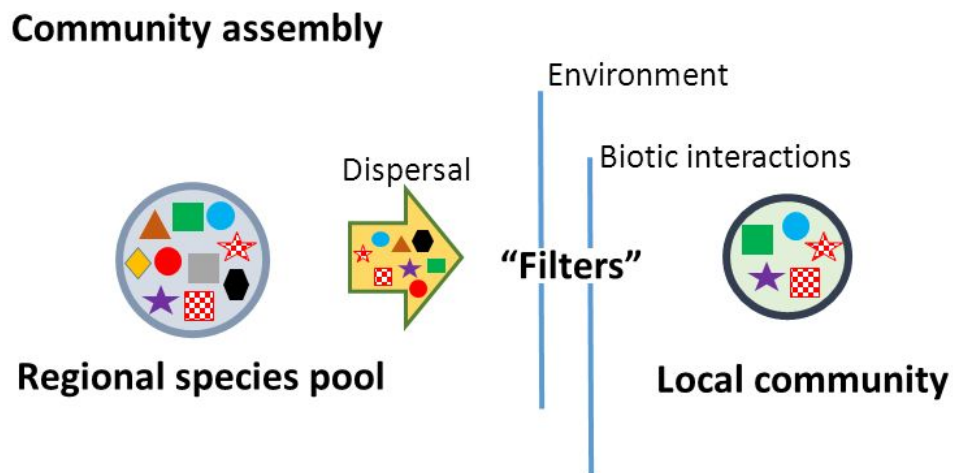 Community assembly
Environment
Biotic interactions
Dispersal
“Filters”
Regional species pool
Local community